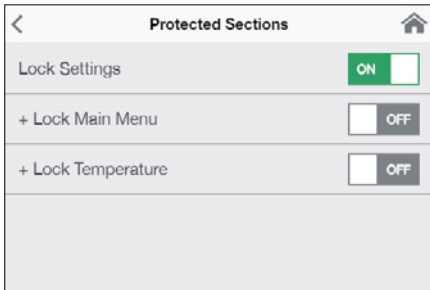 Protected Sections
Lock Settings ON
+ Lock Main Menu OFF
+ Lock Temperature OFF